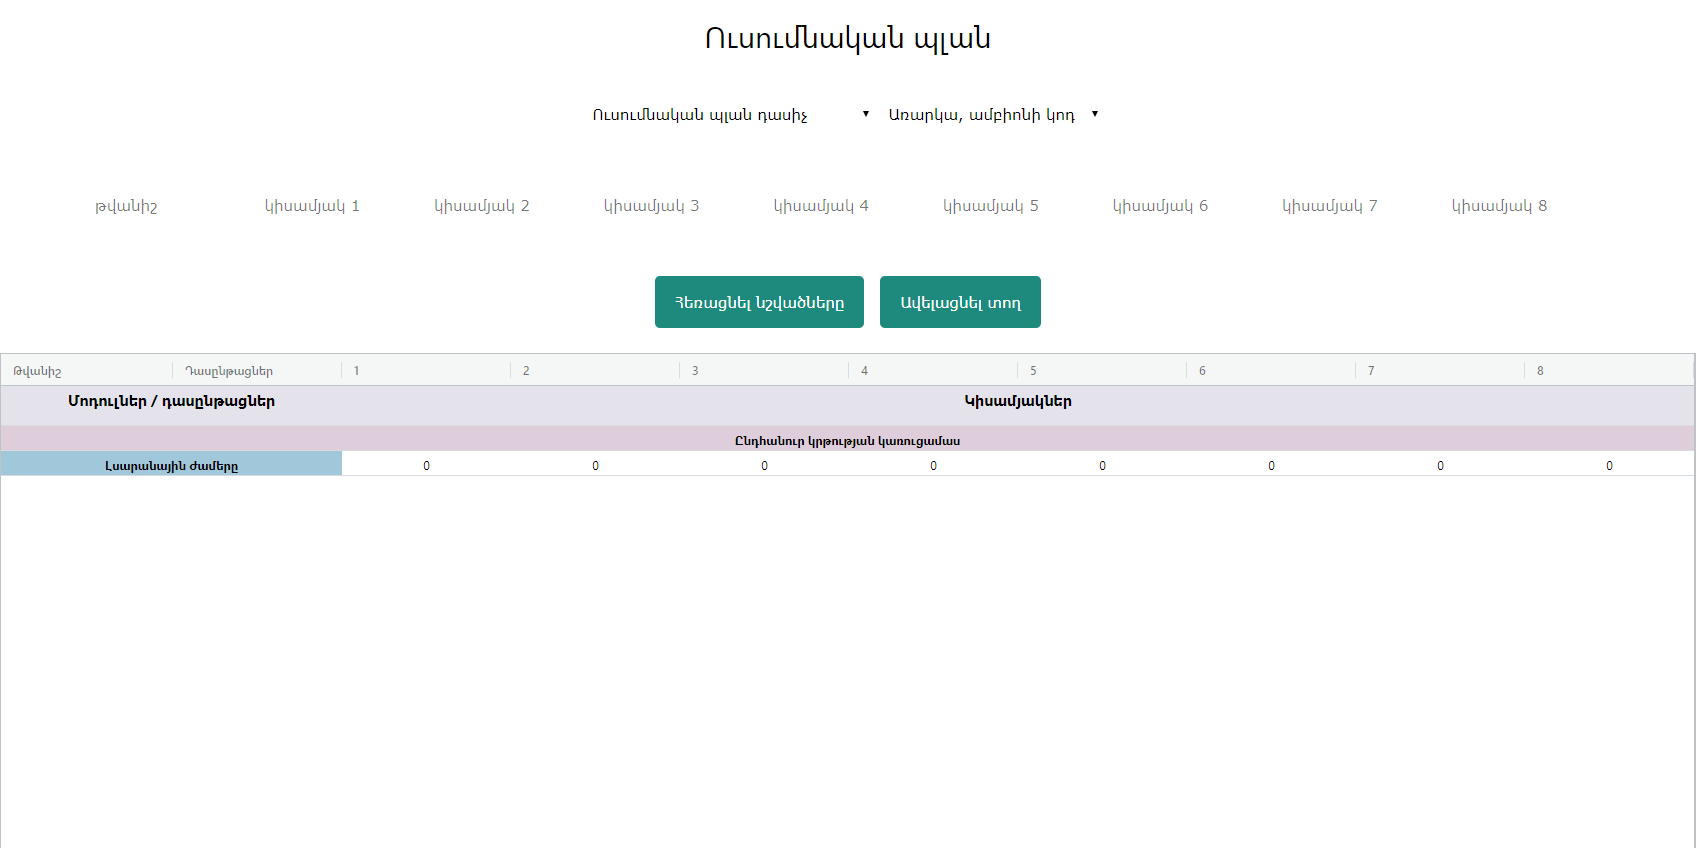 Ուսումնական պլան
Ուսումնական պլան դասիչ ▼ Առարկա, ամբիոնի կոդ ▼
թվանիշ կիսամյակ 1 կիսամյակ 2 կիսամյակ 3 կիսամյակ 4 կիսամյակ 5 կիսամյակ 6 կիսամյակ 7 կիսամյակ 8
Հեռացնել նշվածները Ավելացնել տող
Թվանիշ Դասընթացներ 1 2 3 4 5 6 7 8
Մոդուլներ / դասընթացներ Կիսամյակներ
Ընդհանուր կրթության կառուցամաս
Լսարանային ժամերը 0 0 0 0 0 0 0 0